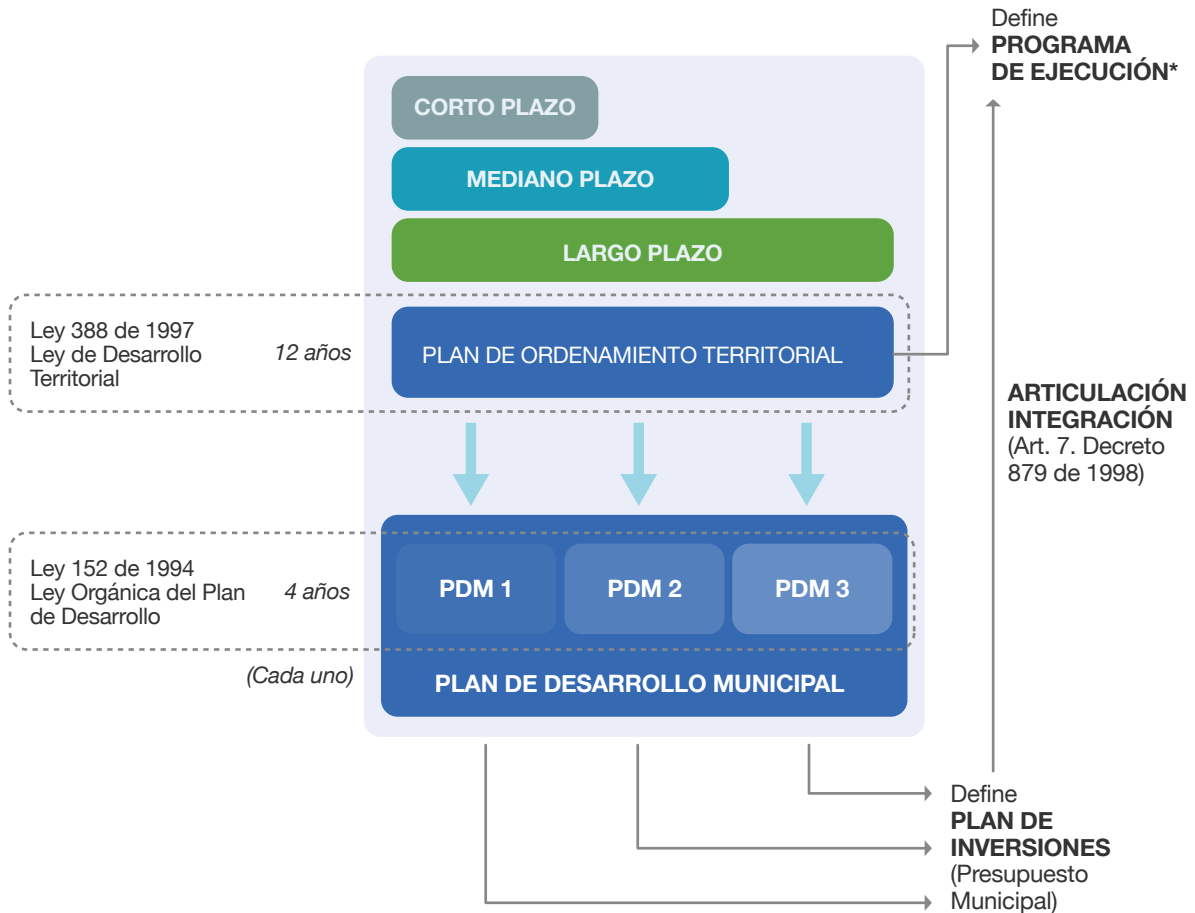 Define
PROGRAMA
DE EJECUCIÓN*
CORTO PLAZO
MEDIANO PLAZO
LARGO PLAZO
Ley 388 de 1997
Ley de Desarrollo
Territorial
12 años
PLAN DE ORDENAMIENTO TERRITORIAL
ARTICULACIÓN
INTEGRACIÓN
(Art. 7. Decreto
879 de 1998)
Ley 152 de 1994
Ley Orgánica del Plan
de Desarrollo
4 años
PDM 1
PDM 2
PDM 3
(Cada uno)
PLAN DE DESARROLLO MUNICIPAL
Define
PLAN DE
INVERSIONES
(Presupuesto
Municipal)